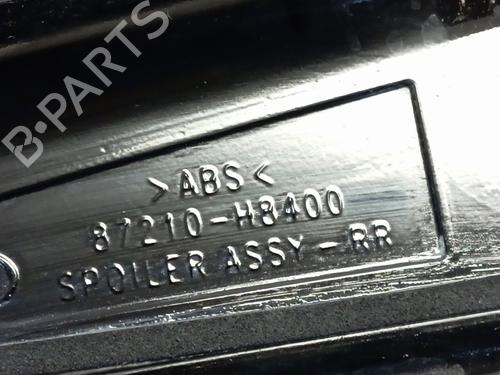 B-PARTS
>ABS<
87210-H8400
SPOILER ASSY-RR